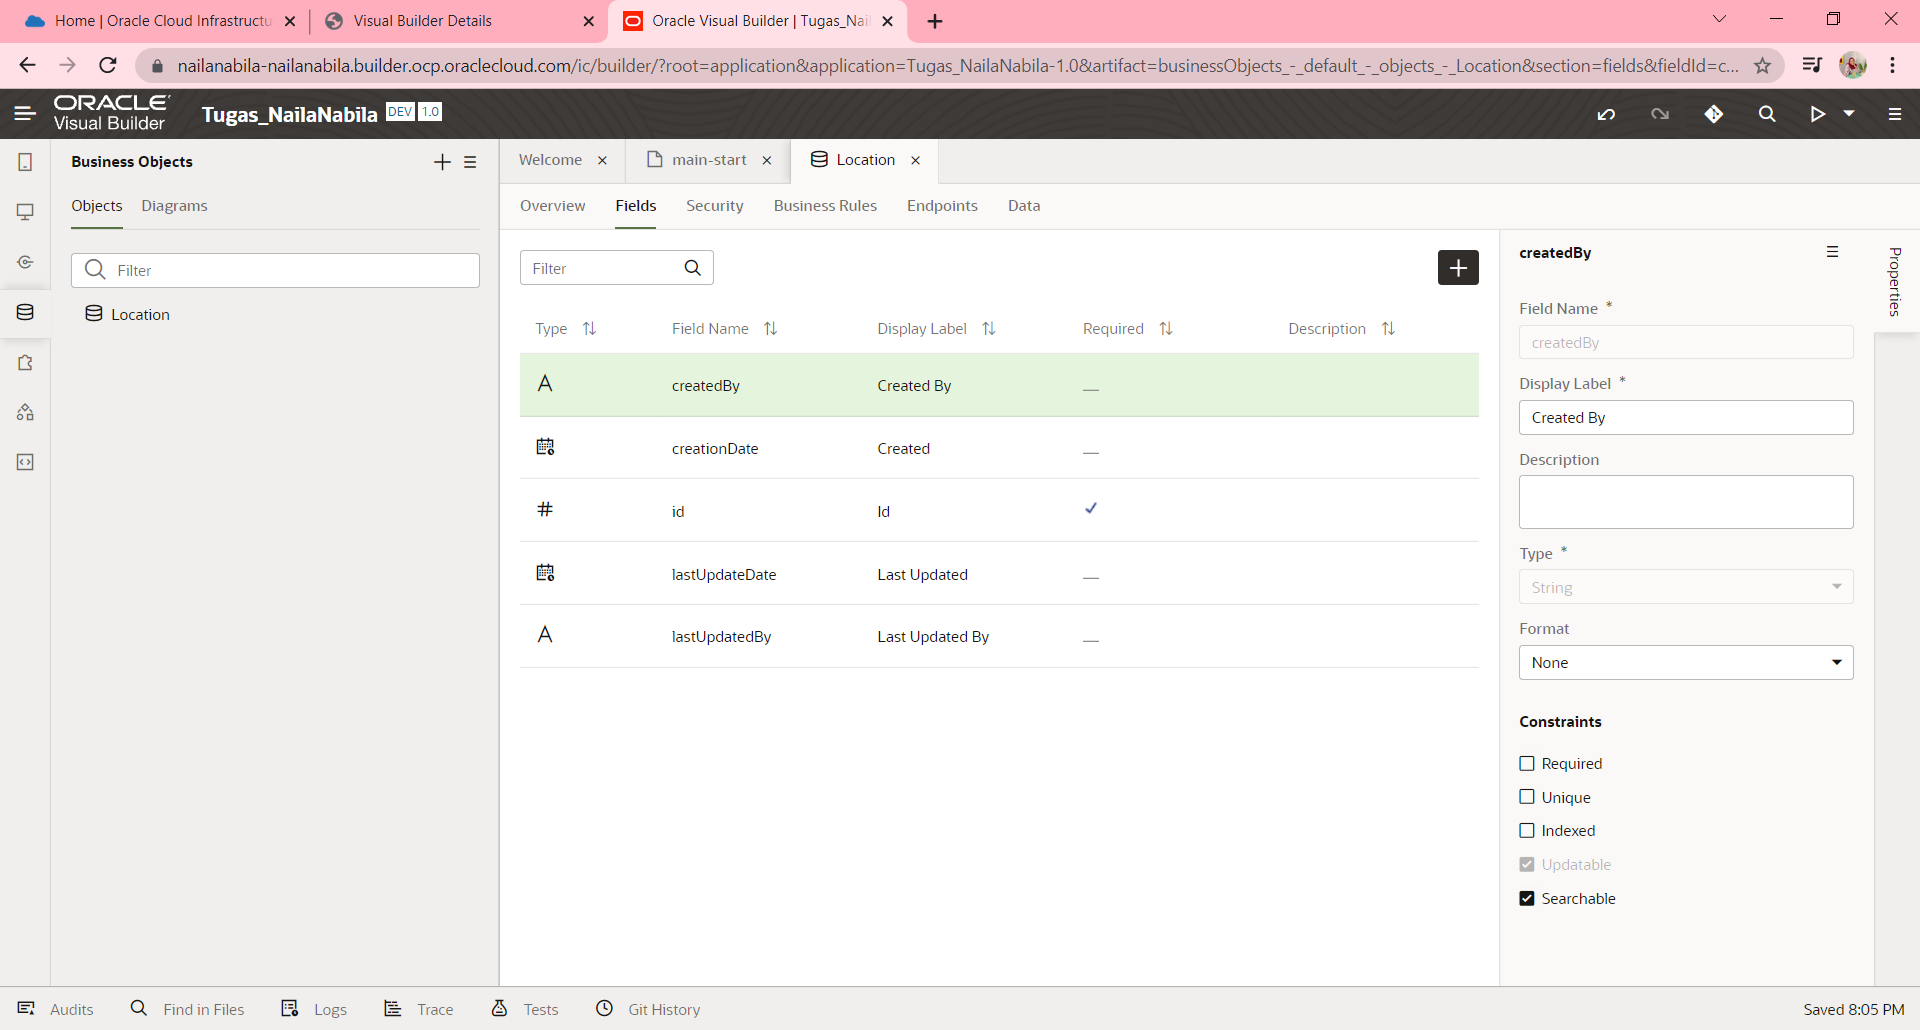 Home | Oracle Cloud Infrastructu
Visual Builder Details
Oracle Visual Builder | Tugas_Nail
nailanabila-nailanabila.builder.ocp.oraclecloud.com/ic/builder/?root=application&application=Tugas_NailaNabila-1.0&artifact=businessObjects_-_default_-_objects_-_Location&section=fields&fieldId=c...
ORACLE
Visual Builder
Tugas_NailaNabila DEV 1.0
Business Objects
Objects Diagrams
Filter
Location
Welcome main-start Location
Overview Fields Security Business Rules Endpoints Data
Filter
Type Field Name Display Label Required Description
createdBy Created By
creationDate Created
id Id
lastUpdateDate Last Updated
lastUpdatedBy Last Updated By
createdBy
Field Name *
createdBy
Display Label *
Created By
Description
Type *
String
Format
None
Constraints
Required
Unique
Indexed
Updatable
Searchable
Properties
Audits Find in Files Logs Trace Tests Git History
Saved 8:05 PM